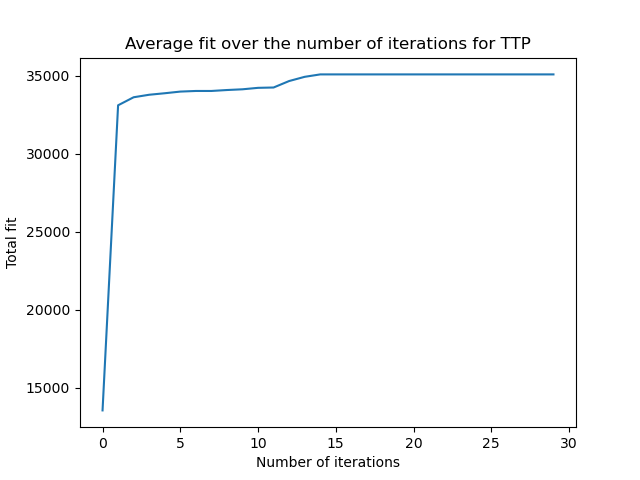 Average fit over the number of iterations for TTP
35000
30000
25000
20000
15000
Total fit
0 5 10 15 20 25 30
Number of iterations